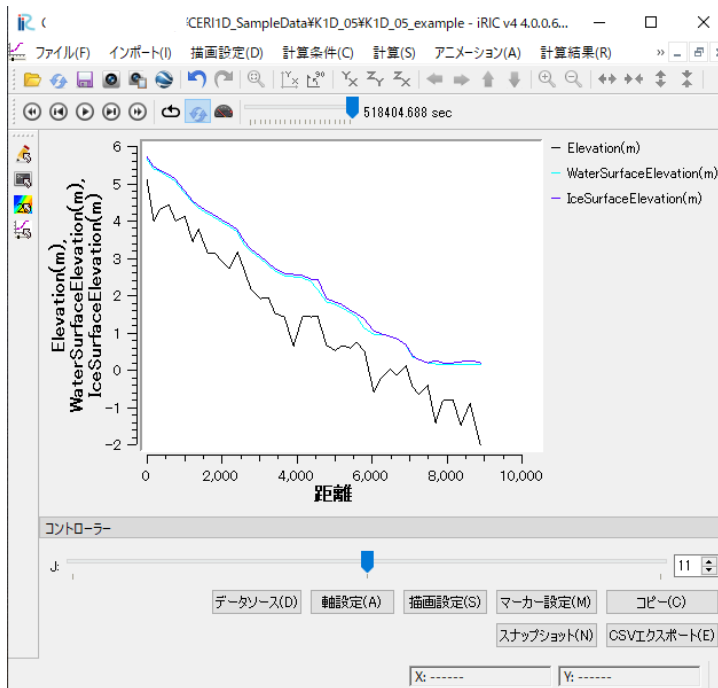 iRIC (               :CERI1D_SampleData¥K1D_05¥K1D_05_example - iRIC v4 4.0.0.6...
ファイル(F) インポート(I) 描画設定(D) 計算条件(C) 計算(S) アニメーション(A) 計算結果(R) »
518404.688 sec
Elevation(m)
WaterSurfaceElevation(m)
IceSurfaceElevation(m)
Elevation(m),
WaterSurfaceElevation(m),
IceSurfaceElevation(m)
6
5
4
3
2
1
0
-1
-2
0 2,000 4,000 6,000 8,000 10,000
距離
コントローラー
J: 11
データソース(D) 軸設定(A) 描画設定(S) マーカー設定(M) コピー(C)
スナップショット(N) CSVエクスポート(E)
X: ------ Y: ------